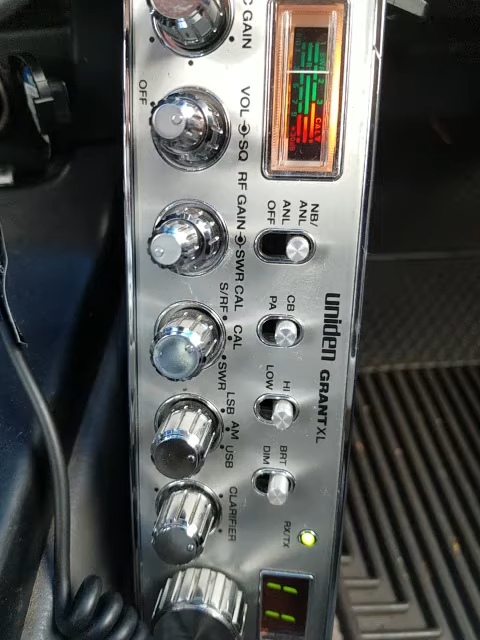 C GAIN
OFF
VOL SQ
RF GAIN SWR CAL
NB/
ANL
ANL
OFF
S/RF
CAL
SWR
CB
PA
uniden GRANT XL
HI
LOW
LSB
AM
USB
BRT
DIM
CLARIFIER
RX/TX
11